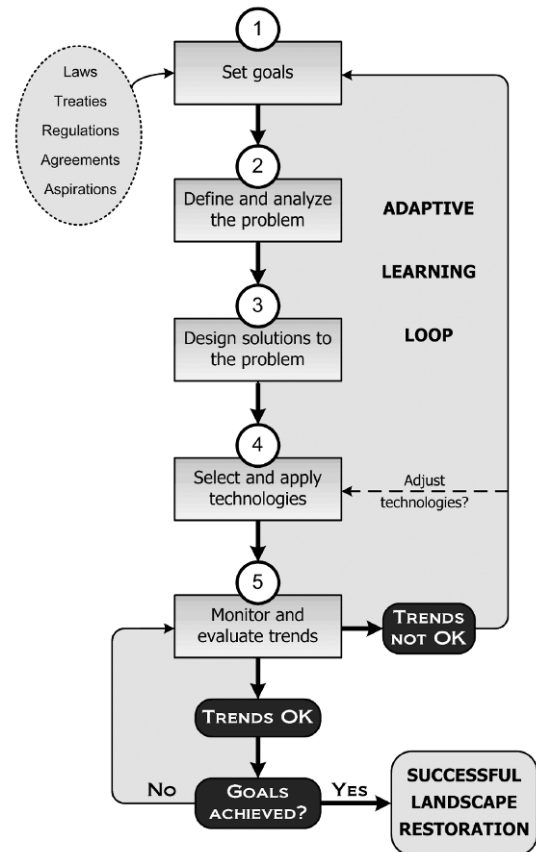 1
Set goals
Laws
Treaties
Regulations
Agreements
Aspirations
2
Define and analyze
the problem
ADAPTIVE
LEARNING
LOOP
3
Design solutions to
the problem
4
Select and apply
technologies
Adjust
technologies?
5
Monitor and
evaluate trends
TRENDS
NOT OK
TRENDS OK
NO
GOALS
ACHIEVED?
YES
SUCCESSFUL
LANDSCAPE
RESTORATION